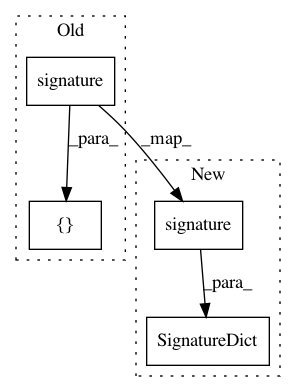 Old
signature
_para_
_map_
{}
New
signature
_para_
SignatureDict